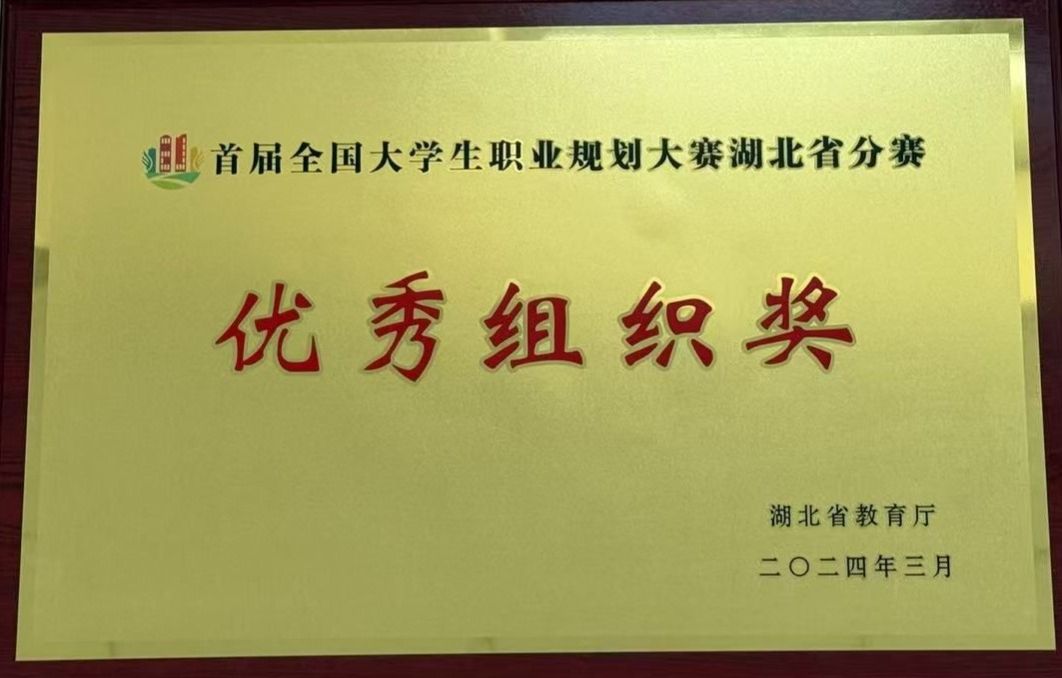 首届全国大学生职业规划大赛湖北省分赛
优秀组织奖
湖北省教育厅
二〇二四年三月